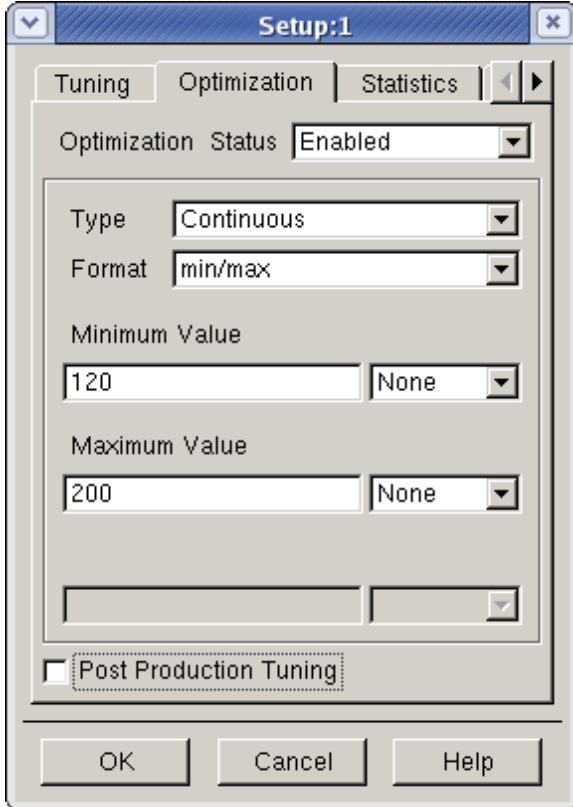 Setup:1
Tuning Optimization Statistics
Optimization Status Enabled
Type Continuous
Format min/max
Minimum Value
120 None
Maximum Value
200 None
Post Production Tuning
OK Cancel Help